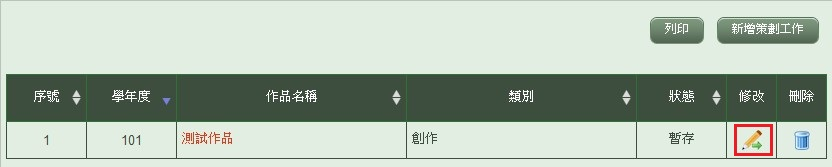 列印 新增策劃工作
序號 學年度 作品名稱 類別 狀態 修改 刪除
1 101 測試作品 創作 暫存